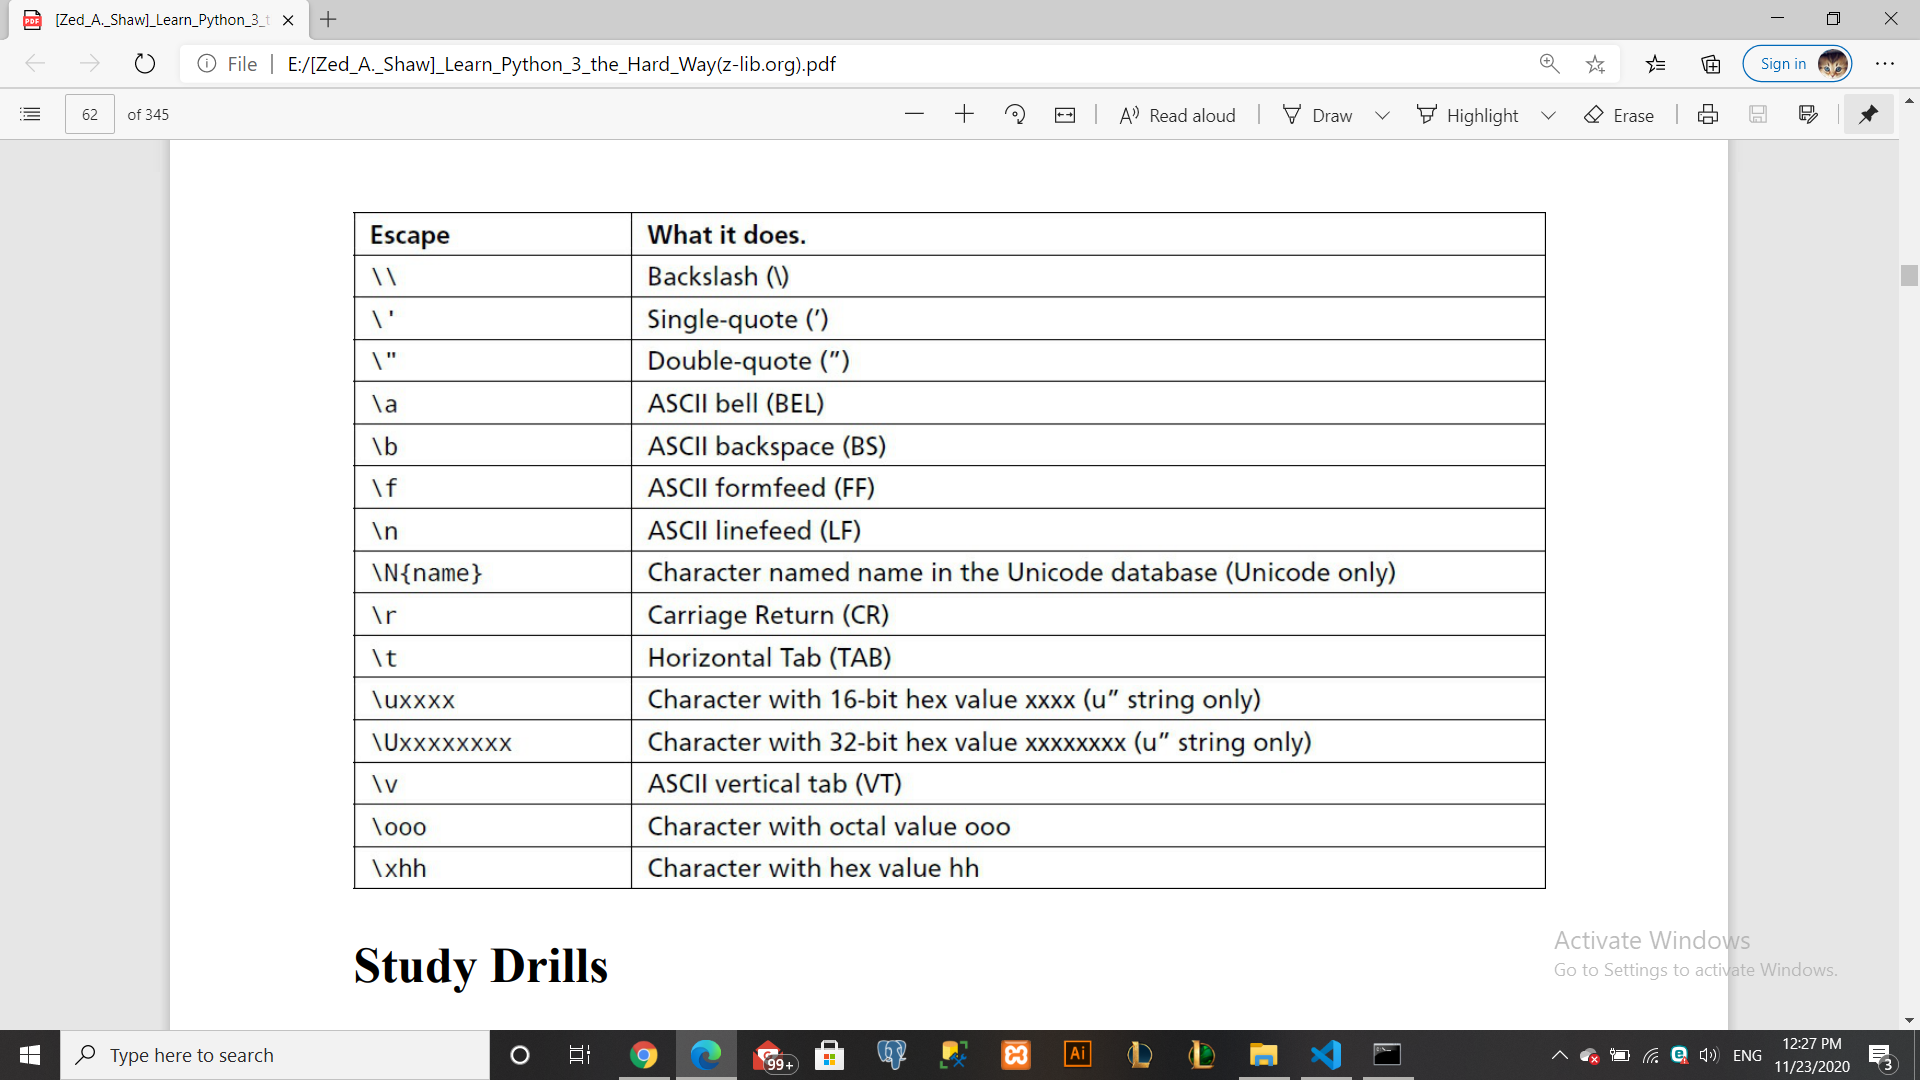 [Zed_A._Shaw]_Learn_Python_3_t
File | E:/[Zed_A._Shaw]_Learn_Python_3_the_Hard_Way(z-lib.org).pdf
Sign in
62 of 345
Read aloud
Draw
Highlight
Erase
Escape What it does.
\\ Backslash (\)
\' Single-quote (’)
\" Double-quote (”)
\a ASCII bell (BEL)
\b ASCII backspace (BS)
\f ASCII formfeed (FF)
\n ASCII linefeed (LF)
\N{name} Character named name in the Unicode database (Unicode only)
\r Carriage Return (CR)
\t Horizontal Tab (TAB)
\uxxxx Character with 16-bit hex value xxxx (u” string only)
\Uxxxxxxxx Character with 32-bit hex value xxxxxxxx (u” string only)
\v ASCII vertical tab (VT)
\ooo Character with octal value ooo
\xhh Character with hex value hh
Study Drills
Activate Windows
Go to Settings to activate Windows.
Type here to search
99+
Ai
ENG
12:27 PM
11/23/2020
3